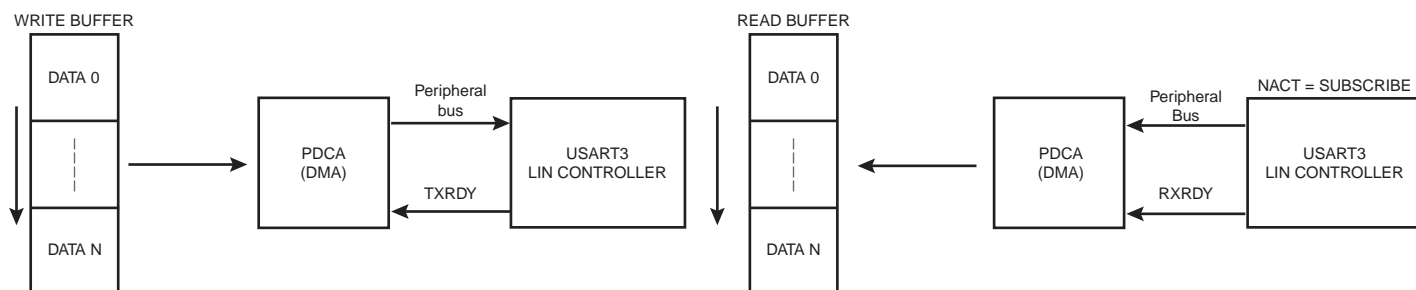 WRITE BUFFER
DATA 0
DATA N
PDCA
(DMA)
Peripheral
bus
TXRDY
USART3
LIN CONTROLLER
READ BUFFER
DATA 0
DATA N
PDCA
(DMA)
Peripheral
Bus
RXRDY
NACT = SUBSCRIBE
USART3
LIN CONTROLLER